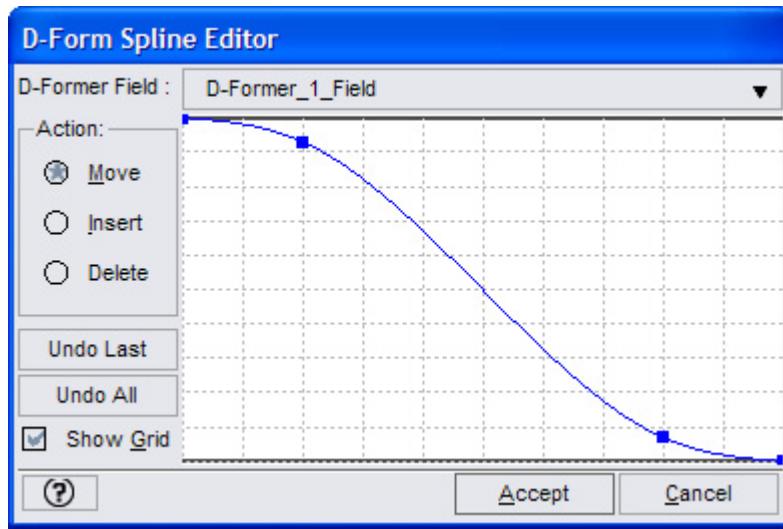 D-Form Spline Editor
D-Former Field : D-Former_1_Field
Action:
Move
Insert
Delete
Undo Last
Undo All
Show Grid
? Accept Cancel